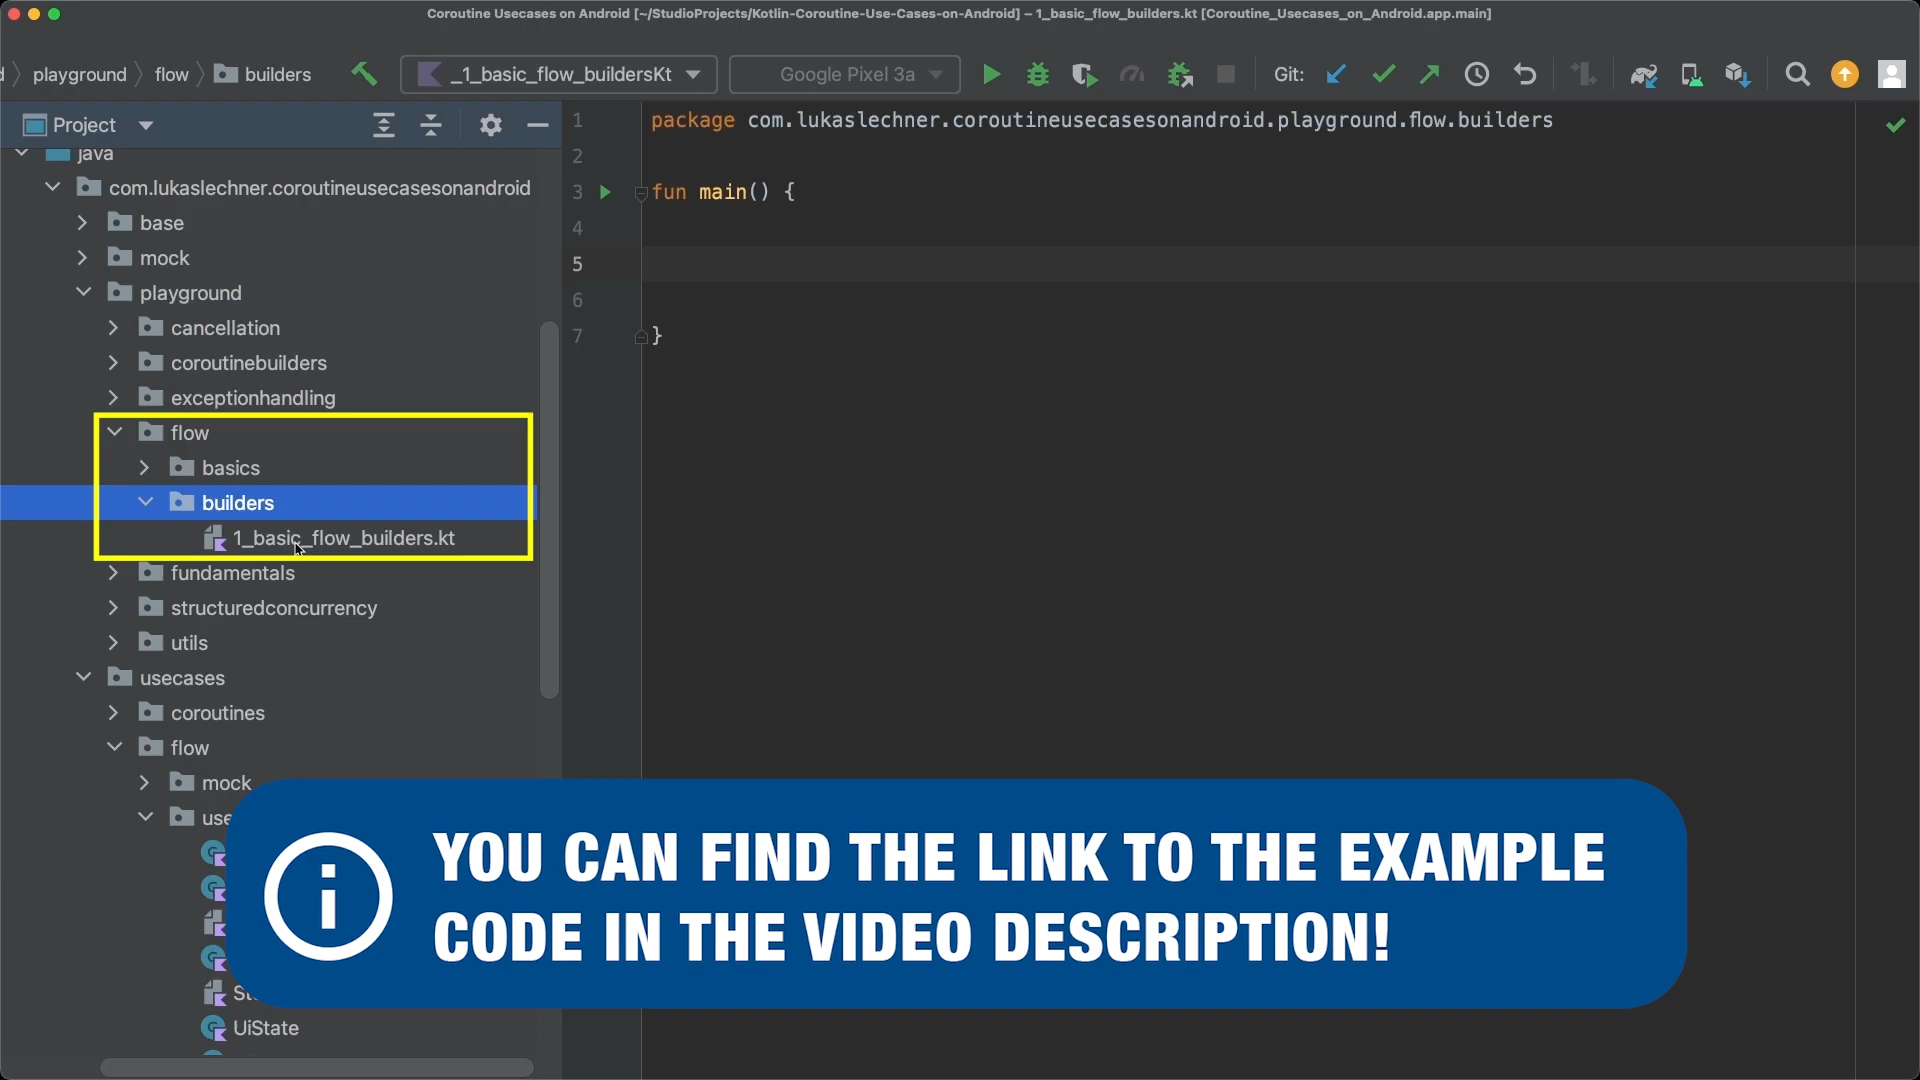 Coroutine Usecases on Android [~/StudioProjects/Kotlin-Coroutine-Use-Cases-on-Android] – 1_basic_flow_builders.kt [Coroutine_Usecases_on_Android.app.main]
playground flow builders _1_basic_flow_buildersKt Google Pixel 3a Git:
Project
java
com.lukaslechner.coroutineusecasesonandroid
base
mock
playground
cancellation
coroutinebuilders
exceptionhandling
flow
basics
builders
1_basic_flow_builders.kt
fundamentals
structuredconcurrency
utils
usecases
coroutines
flow
mock
UiState
1 package com.lukaslechner.coroutineusecasesonandroid.playground.flow.builders
2
3 fun main() {
4
5
6
7 }
YOU CAN FIND THE LINK TO THE EXAMPLE
CODE IN THE VIDEO DESCRIPTION!